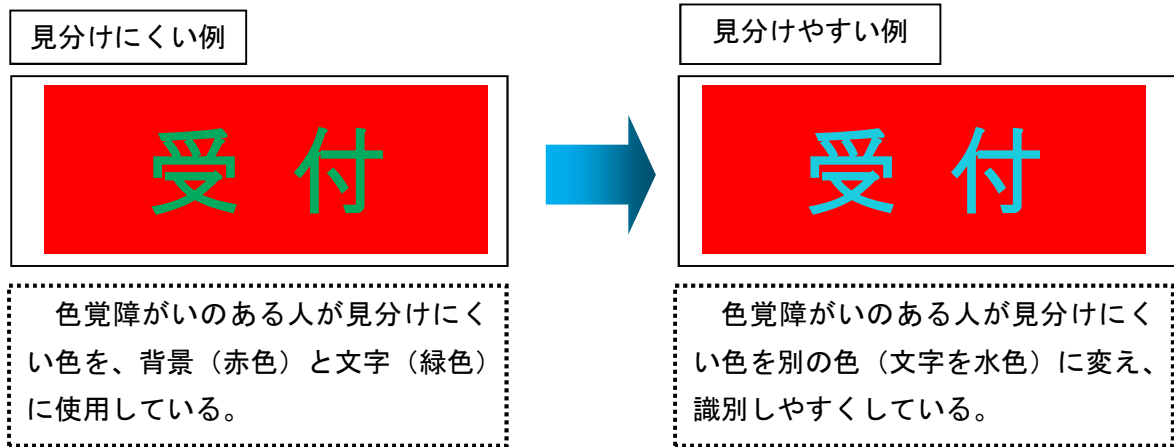 見分けにくい例
受 付
色覚障がいのある人が見分けにく
い色を、背景（赤色）と文字（緑色）
に使用している。
見分けやすい例
受 付
色覚障がいのある人が見分けにく
い色を別の色（文字を水色）に変え、
識別しやすくしている。